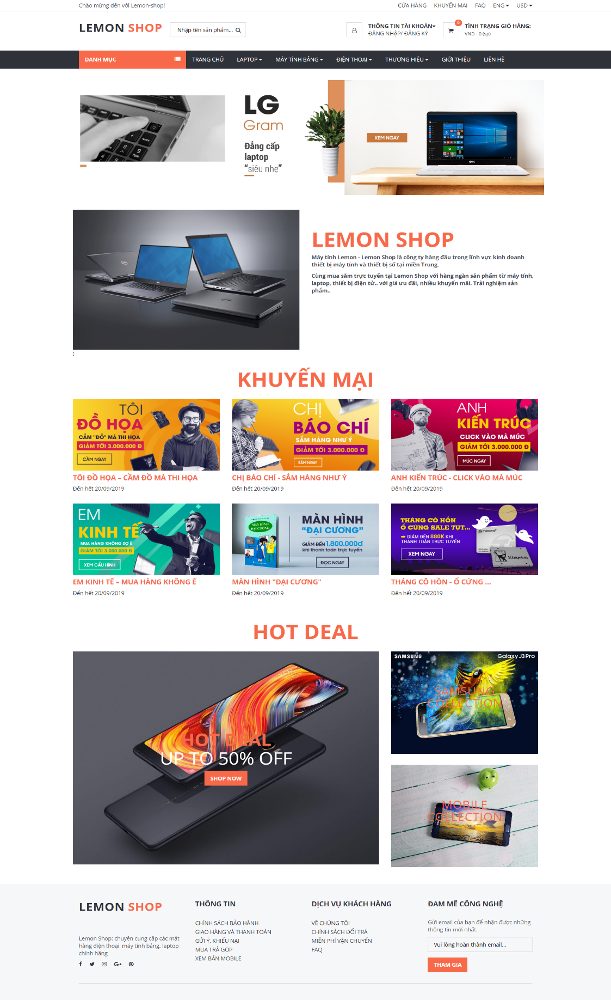 Chào mừng đến với Lemon-shop!
CỬA HÀNG KHUYẾN MÃI FAQ ENG USD
LEMON SHOP
Nhập tên sản phẩm...
THÔNG TIN TÀI KHOẢN
ĐĂNG NHẬP/ ĐĂNG KÝ
0
TÌNH TRẠNG GIỎ HÀNG:
VND - 0 (sp)
DANH MỤC
TRANG CHỦ LAPTOP MÁY TÍNH BẢNG ĐIỆN THOẠI THƯƠNG HIỆU GIỚI THIỆU LIÊN HỆ
LG
Gram
Đẳng cấp
laptop
“siêu nhẹ”
XEM NGAY
LG
LEMON SHOP
Máy tính Lemon - Lemon Shop là công ty hàng đầu trong lĩnh vực kinh doanh
thiết bị máy tính và thiết bị số tại miền Trung.
Cùng mua sắm trực tuyến tại Lemon Shop với hàng ngàn sản phẩm từ máy tính,
laptop, thiết bị điện tử.. với giá ưu đãi, nhiều khuyến mãi. Trải nghiệm sản
phẩm..
;
KHUYẾN MẠI
TÔI
ĐỒ HỌA
CẦM "ĐỒ" MÀ THI HỌA
GIẢM TỚI 3.000.000 Đ
CẦM NGAY
CHỊ
BÁO CHÍ
SẮM HÀNG NHƯ Ý
GIẢM TỚI 3.000.000 Đ
SẮM NGAY
ANH
KIẾN TRÚC
CLICK VÀO MÀ MÚC
GIẢM TỚI 3.000.000 Đ
MÚC NGAY
TÔI ĐỒ HỌA – CẦM ĐỒ MÀ THI HỌA
Đến hết 20/09/2019
CHỊ BÁO CHÍ - SẮM HÀNG NHƯ Ý
Đến hết 20/09/2019
ANH KIẾN TRÚC - CLICK VÀO MÀ MÚC
Đến hết 20/09/2019
EM
KINH TẾ
MUA HÀNG KHÔNG SỢ Ế
GIẢM TỚI 3.000.000 Đ
XEM CẤU HÌNH
MÀN HÌNH
ĐẠI CƯƠNG
MÀN HÌNH
“ĐẠI CƯƠNG”
GIẢM ĐẾN 1.800.000đ
khi thanh toán trực tuyến
ĐỌC NGAY
THÁNG CÔ HỒN
Ổ CỨNG SALE TỤT...
GIẢM ĐẾN 880K KHI
THANH TOÁN TRỰC TUYẾN
XEM NGAY
Transcend
Kingston
EM KINH TẾ – MUA HÀNG KHÔNG Ế
Đến hết 20/09/2019
MÀN HÌNH "ĐẠI CƯƠNG"
Đến hết 20/09/2019
THÁNG CÔ HỒN - Ổ CỨNG ...
Đến hết 20/09/2019
HOT DEAL
HOT DEAL
UP TO 50% OFF
SHOP NOW
SAMSUNG
Galaxy J3 Pro
SAMSUNG
COLLECTION
MOBILE
COLLECTION
LEMON SHOP
Lemon Shop: chuyên cung cấp các mặt
hàng điện thoại, máy tính bảng, laptop
chính hãng
THÔNG TIN
CHÍNH SÁCH BẢO HÀNH
GIAO HÀNG VÀ THANH TOÁN
GỬI Ý, KHIẾU NẠI
MUA TRẢ GÓP
XEM BẢN MOBILE
DỊCH VỤ KHÁCH HÀNG
VỀ CHÚNG TÔI
CHÍNH SÁCH ĐỔI TRẢ
MIỄN PHÍ VẬN CHUYỂN
FAQ
ĐAM MÊ CÔNG NGHỆ
Gửi email của bạn để nhận được những
thông tin mới nhất.
Vui lòng hoàn thành email...
THAM GIA